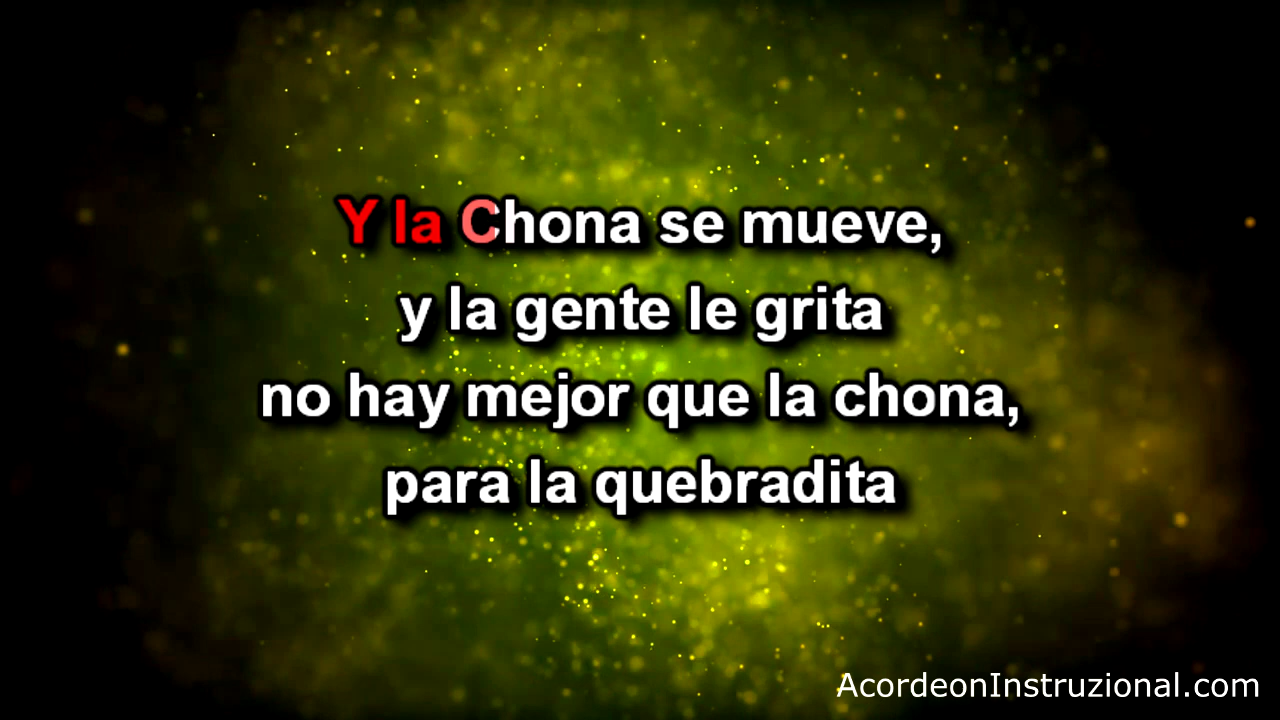 Y la Chona se mueve,
y la gente le grita
no hay mejor que la chona,
para la quebradita
AcordeonInstruzional.com